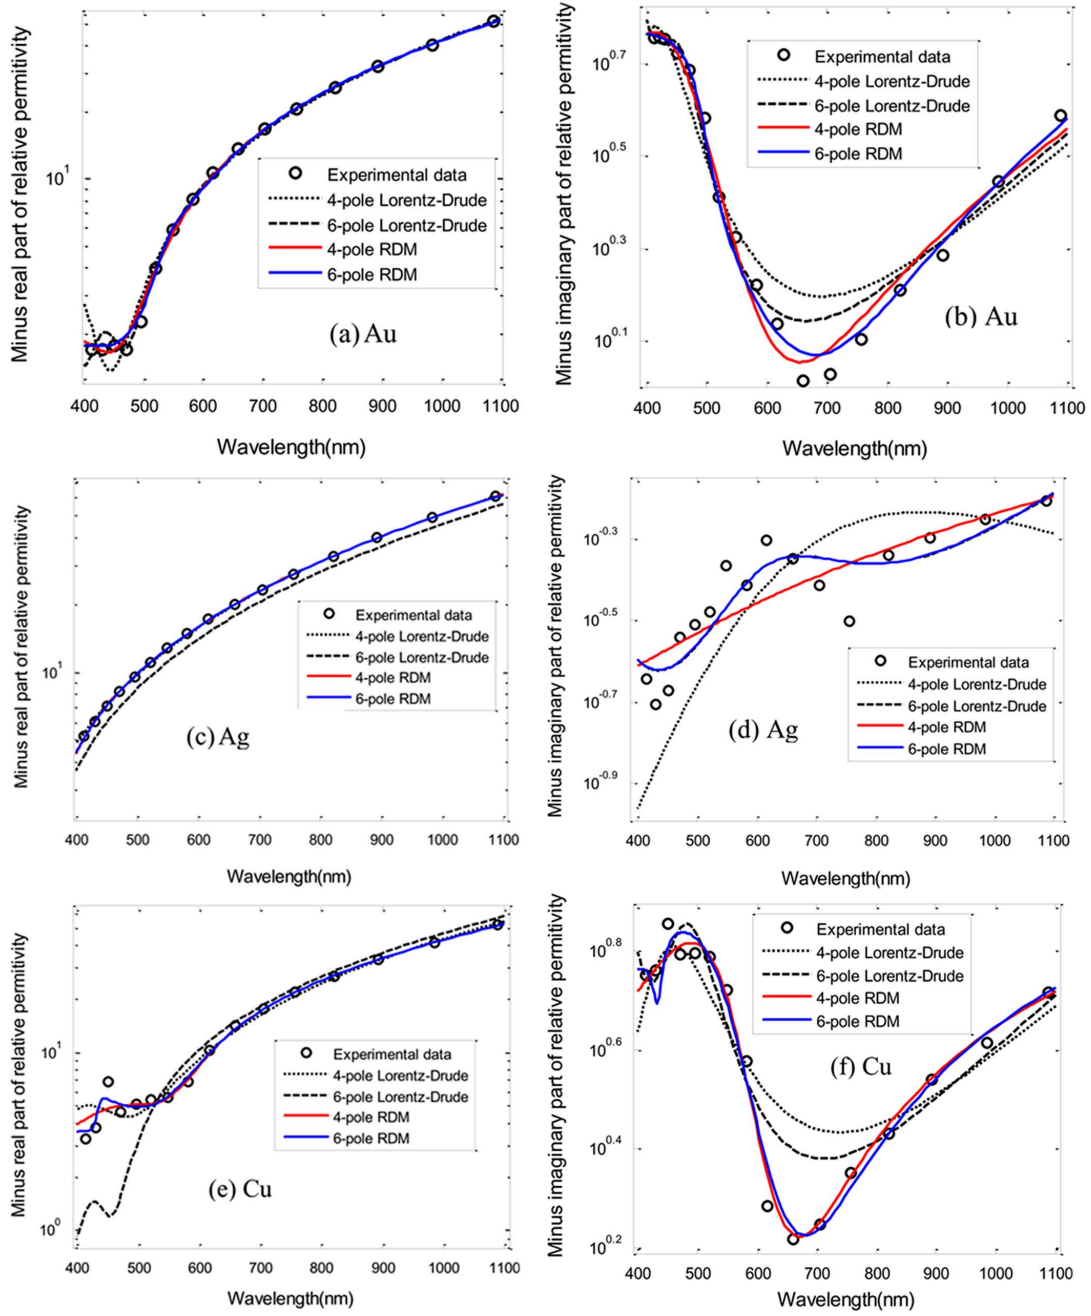 Minus real part of relative permitivity
10^1
Experimental data
4-pole Lorentz-Drude
6-pole Lorentz-Drude
4-pole RDM
6-pole RDM
(a) Au
400 500 600 700 800 900 1000 1100
Wavelength(nm)
Minus imaginary part of relative permitivity
10^0.7
10^0.5
10^0.3
10^0.1
Experimental data
4-pole Lorentz-Drude
6-pole Lorentz-Drude
4-pole RDM
6-pole RDM
(b) Au
400 500 600 700 800 900 1000 1100
Wavelength(nm)
Minus real part of relative permitivity
10^1
Experimental data
4-pole Lorentz-Drude
6-pole Lorentz-Drude
4-pole RDM
6-pole RDM
(c) Ag
400 500 600 700 800 900 1000 1100
Wavelength(nm)
Minus imaginary part of relative permitivity
10^-0.3
10^-0.5
10^-0.7
10^-0.9
Experimental data
4-pole Lorentz-Drude
6-pole Lorentz-Drude
4-pole RDM
6-pole RDM
(d) Ag
400 500 600 700 800 900 1000 1100
Wavelength(nm)
Minus real part of relative permitivity
10^1
10^0
Experimental data
4-pole Lorentz-Drude
6-pole Lorentz-Drude
4-pole RDM
6-pole RDM
(e) Cu
400 500 600 700 800 900 1000 1100
Wavelength(nm)
Minus imaginary part of relative permitivity
10^0.8
10^0.6
10^0.4
10^0.2
Experimental data
4-pole Lorentz-Drude
6-pole Lorentz-Drude
4-pole RDM
6-pole RDM
(f) Cu
400 500 600 700 800 900 1000 1100
Wavelength(nm)